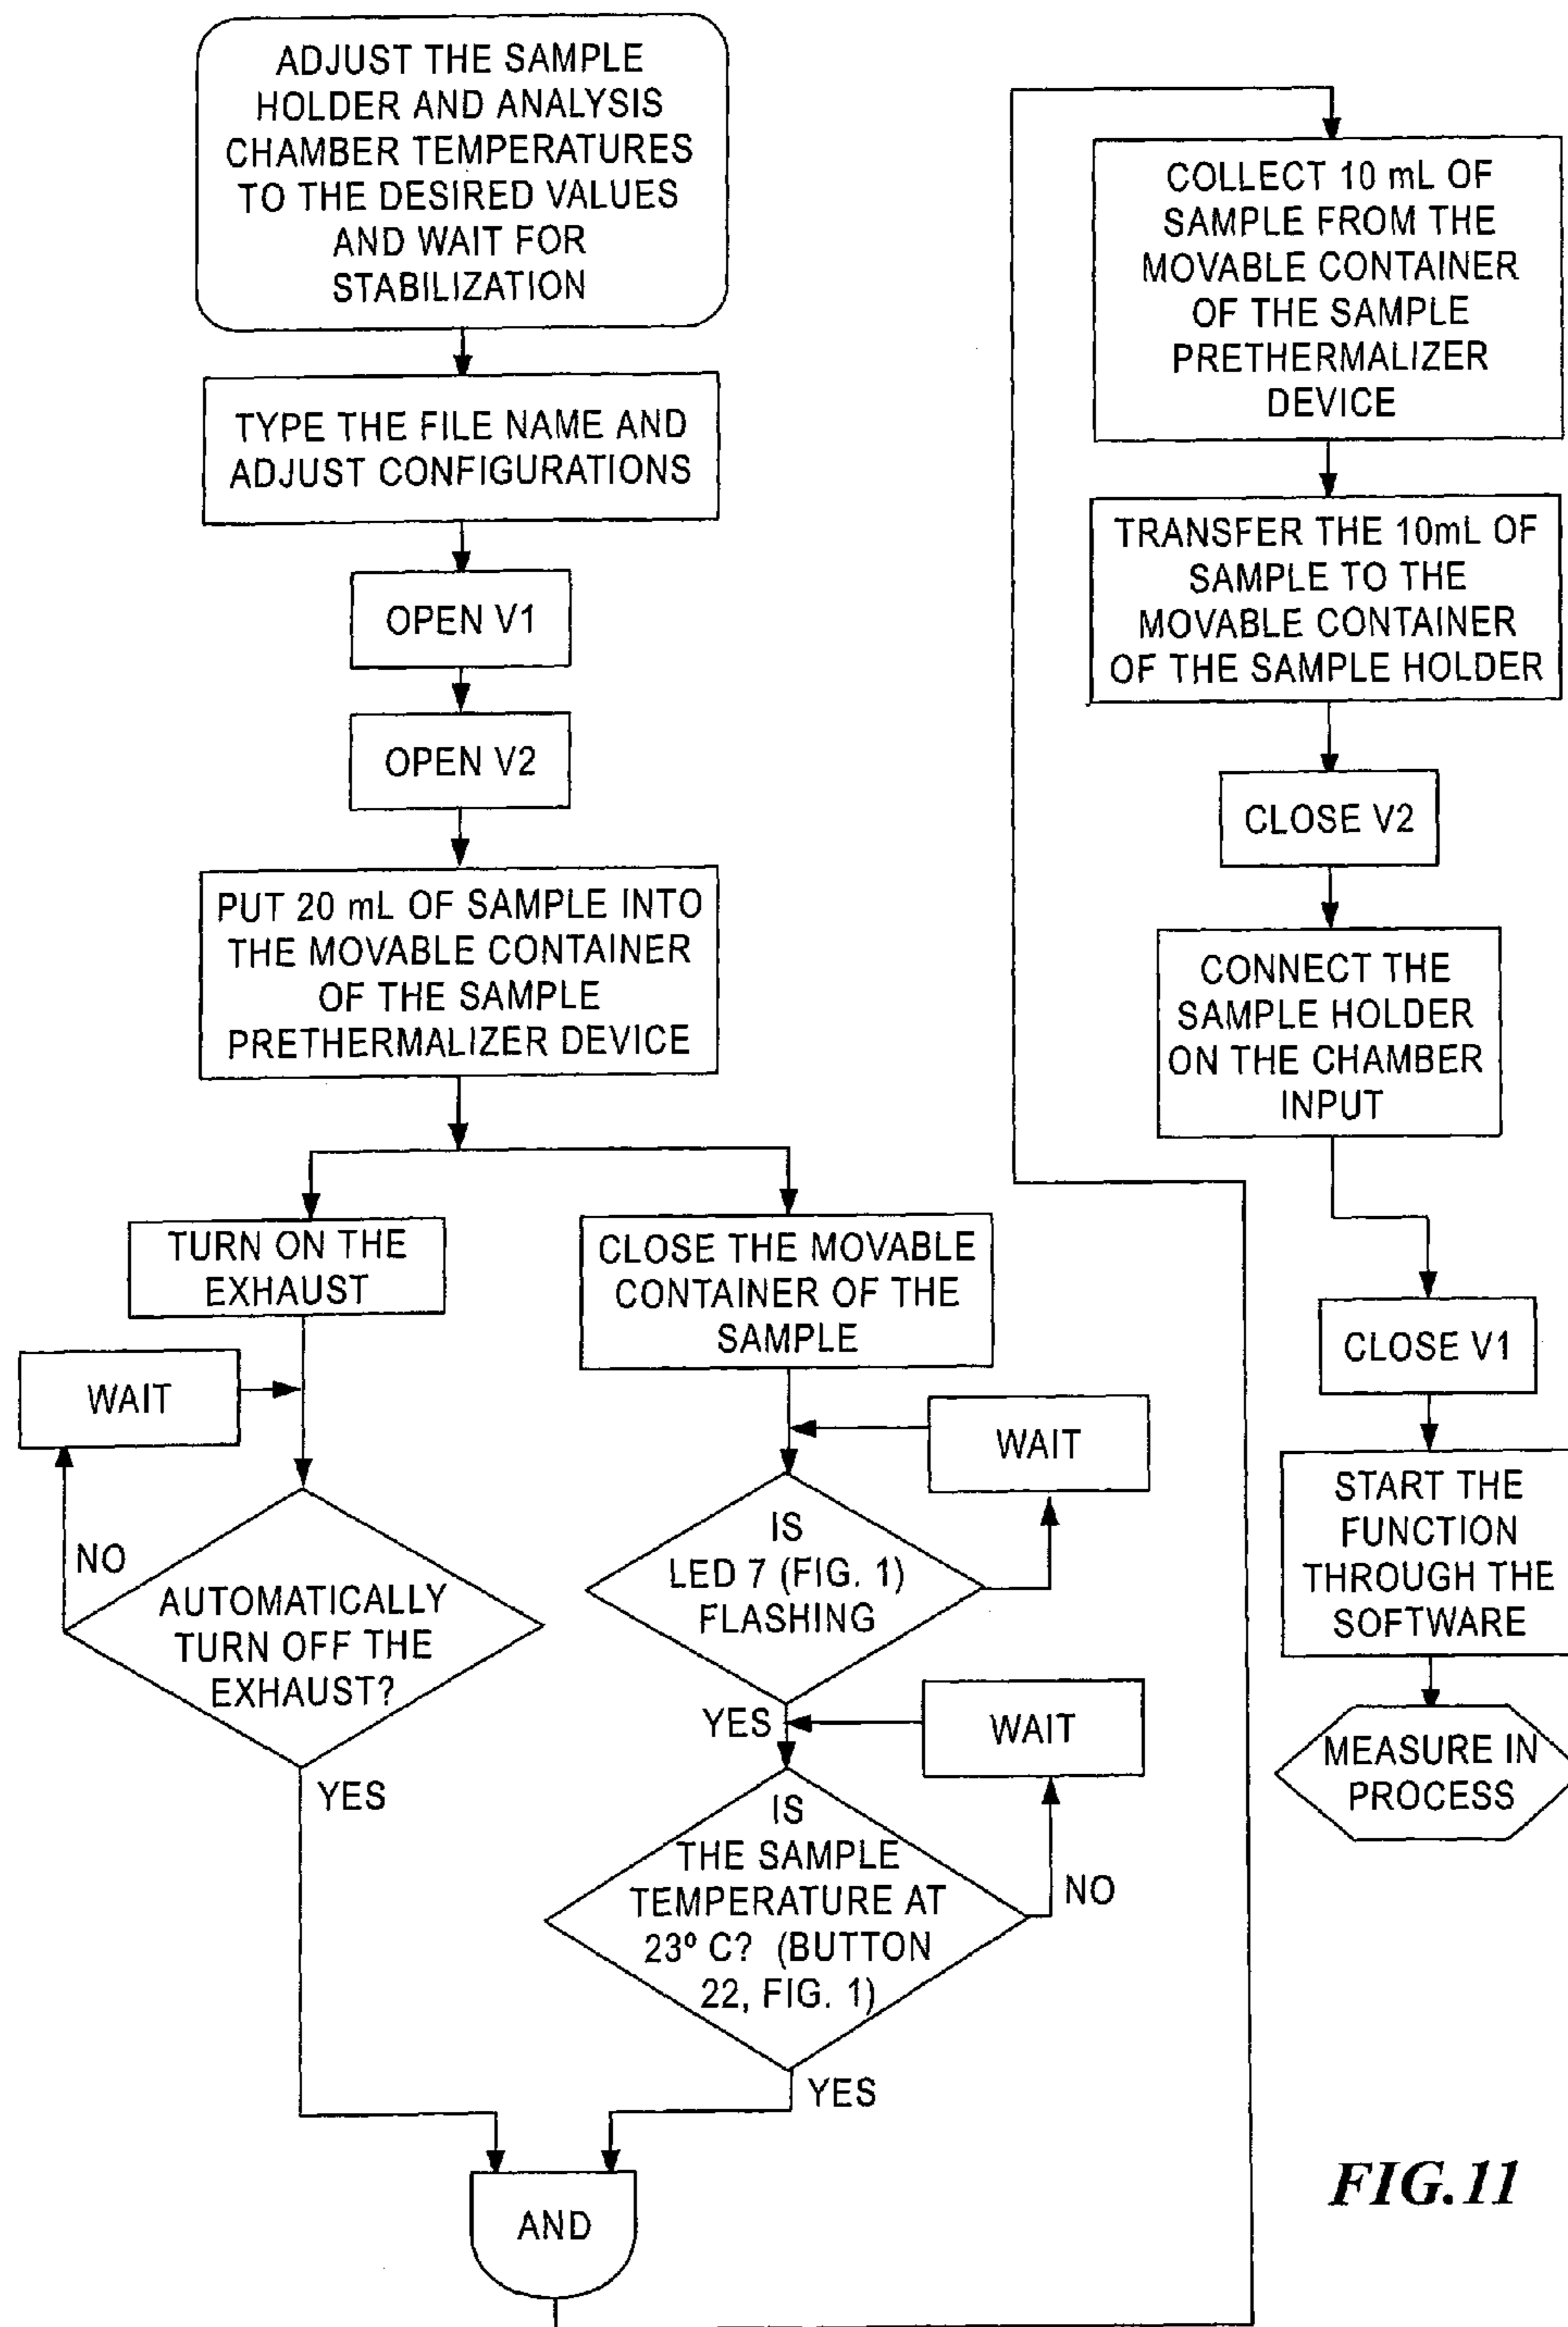 ADJUST THE SAMPLE
HOLDER AND ANALYSIS
CHAMBER TEMPERATURES
TO THE DESIRED VALUES
AND WAIT FOR
STABILIZATION
TYPE THE FILE NAME AND
ADJUST CONFIGURATIONS
OPEN V1
OPEN V2
PUT 20 mL OF SAMPLE INTO
THE MOVABLE CONTAINER
OF THE SAMPLE
PRETHERMALIZER DEVICE
TURN ON THE
EXHAUST
WAIT
NO
AUTOMATICALLY
TURN OFF THE
EXHAUST?
YES
CLOSE THE MOVABLE
CONTAINER OF THE
SAMPLE
WAIT
IS
LED 7 (FIG. 1)
FLASHING
YES
WAIT
IS
THE SAMPLE
TEMPERATURE AT
23º C? (BUTTON
22, FIG. 1)
NO
YES
AND
COLLECT 10 mL OF
SAMPLE FROM THE
MOVABLE CONTAINER
OF THE SAMPLE
PRETHERMALIZER
DEVICE
TRANSFER THE 10mL OF
SAMPLE TO THE
MOVABLE CONTAINER
OF THE SAMPLE HOLDER
CLOSE V2
CONNECT THE
SAMPLE HOLDER
ON THE CHAMBER
INPUT
CLOSE V1
START THE
FUNCTION
THROUGH THE
SOFTWARE
MEASURE IN
PROCESS
FIG.11